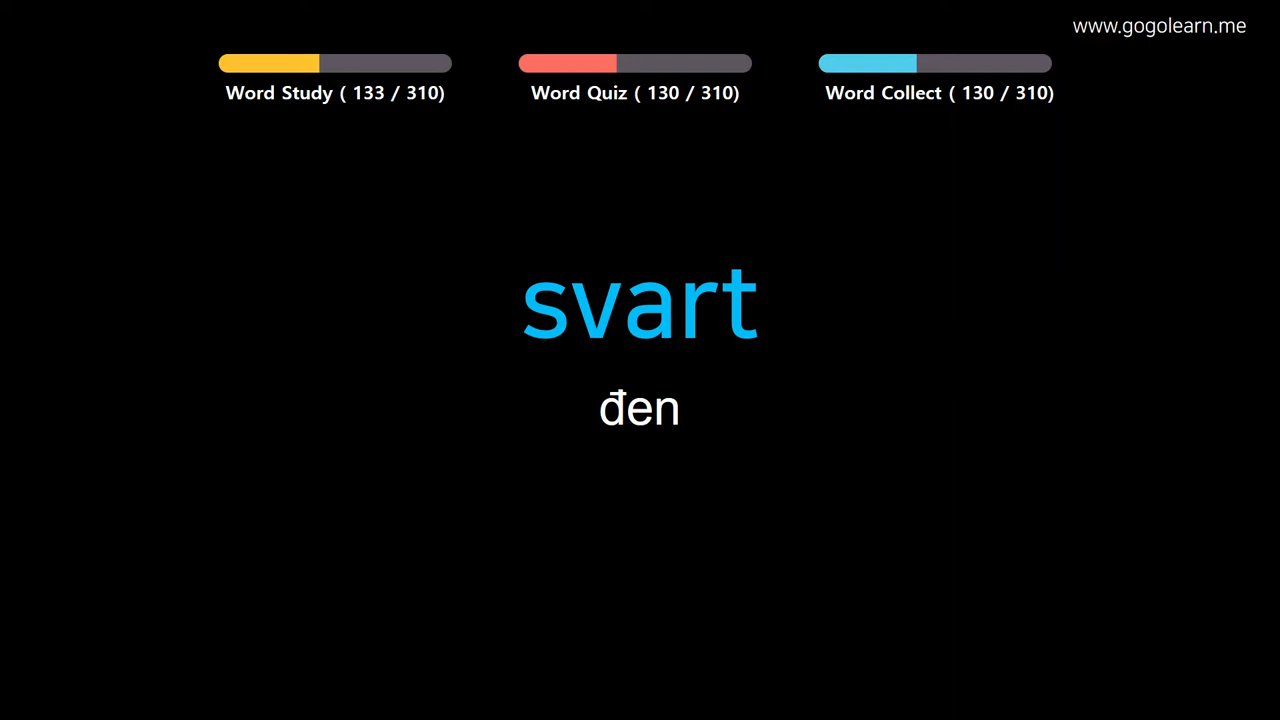 www.gogolearn.me
Word Study ( 133 / 310)
Word Quiz ( 130 / 310)
Word Collect ( 130 / 310)
svart
đen